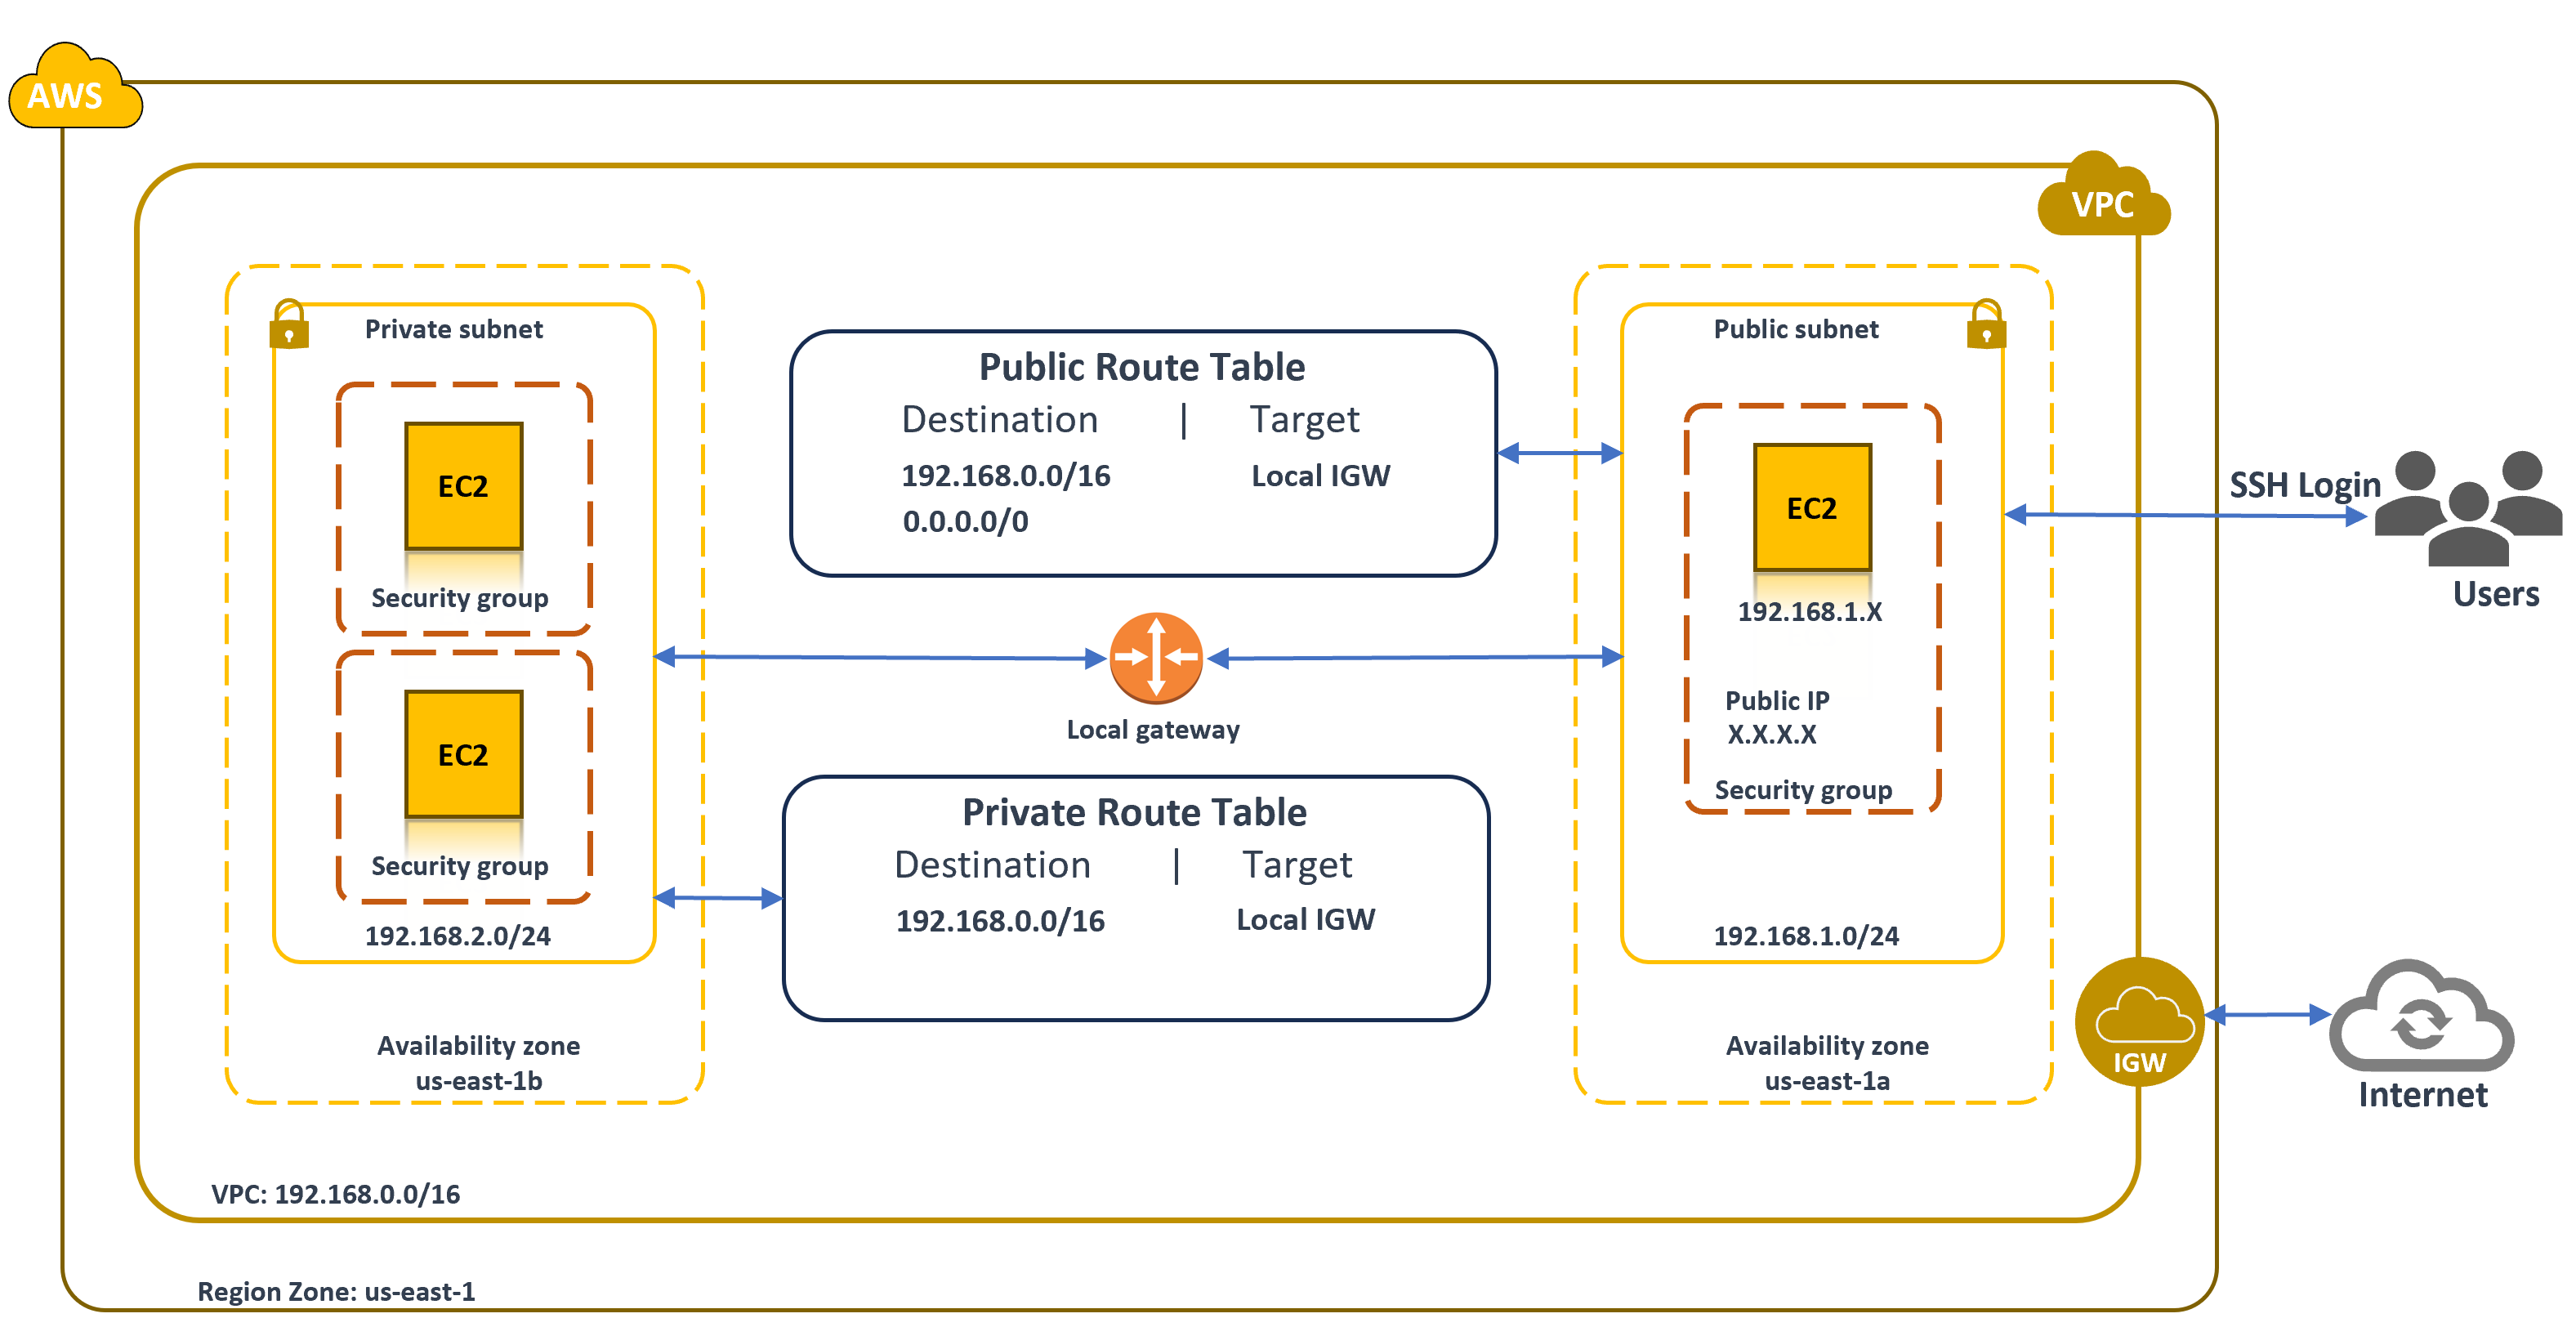 AWS
VPC
Private subnet
EC2
Security group
EC2
Security group
192.168.2.0/24
Availability zone
us-east-1b
Public Route Table
Destination | Target
192.168.0.0/16 Local IGW
0.0.0.0/0
Local gateway
Private Route Table
Destination | Target
192.168.0.0/16 Local IGW
Public subnet
EC2
192.168.1.X
Public IP
X.X.X.X
Security group
192.168.1.0/24
Availability zone
us-east-1a
SSH Login
Users
IGW
Internet
VPC: 192.168.0.0/16
Region Zone: us-east-1